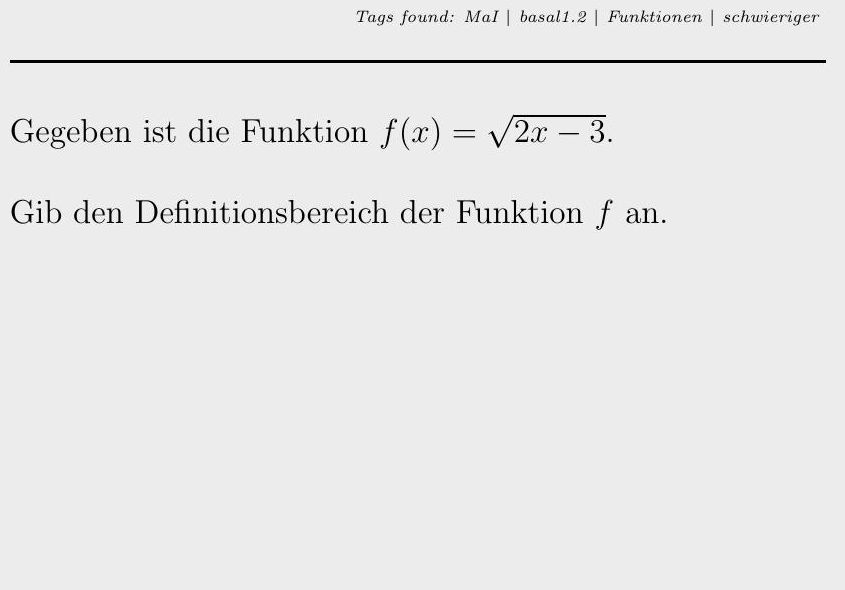 Tags found: MaI | basal1.2 | Funktionen | schwieriger
Gegeben ist die Funktion f(x) = √(2x − 3).
Gib den Definitionsbereich der Funktion f an.